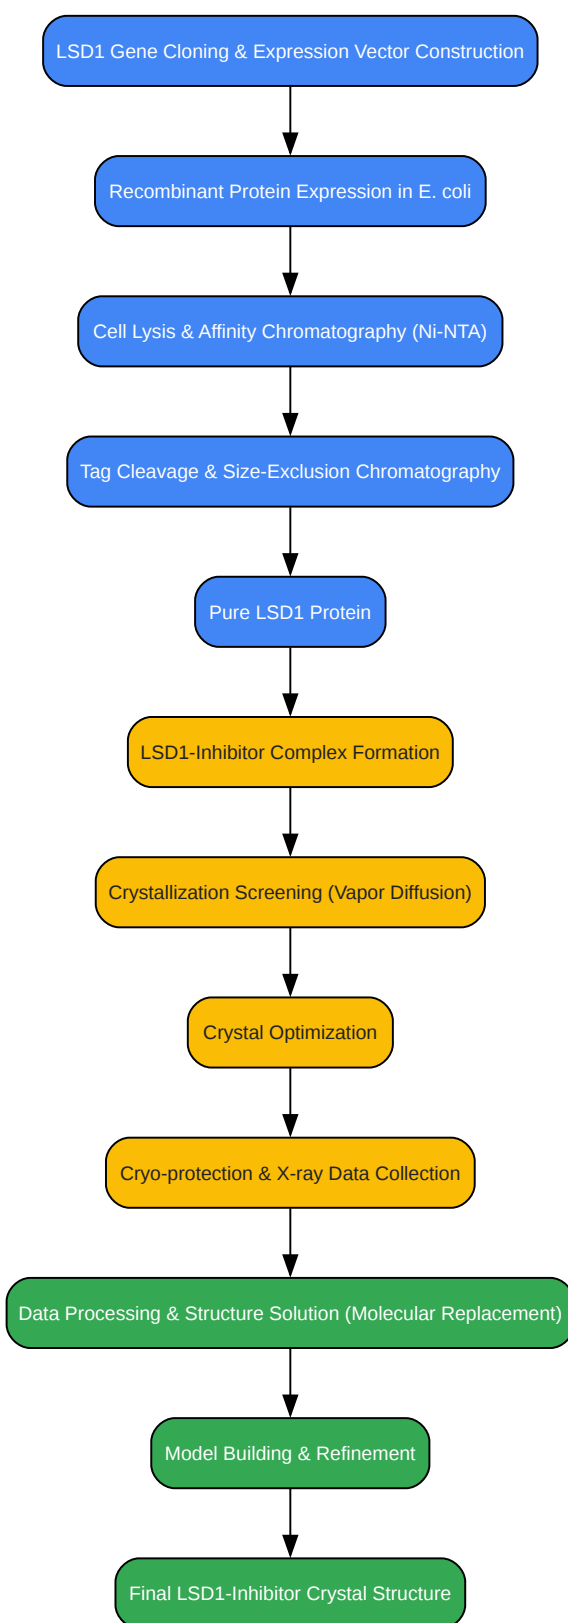 LSD1 Gene Cloning & Expression Vector Construction
Recombinant Protein Expression in E. coli
Cell Lysis & Affinity Chromatography (Ni-NTA)
Tag Cleavage & Size-Exclusion Chromatography
Pure LSD1 Protein
LSD1-Inhibitor Complex Formation
Crystallization Screening (Vapor Diffusion)
Crystal Optimization
Cryo-protection & X-ray Data Collection
Data Processing & Structure Solution (Molecular Replacement)
Model Building & Refinement
Final LSD1-Inhibitor Crystal Structure